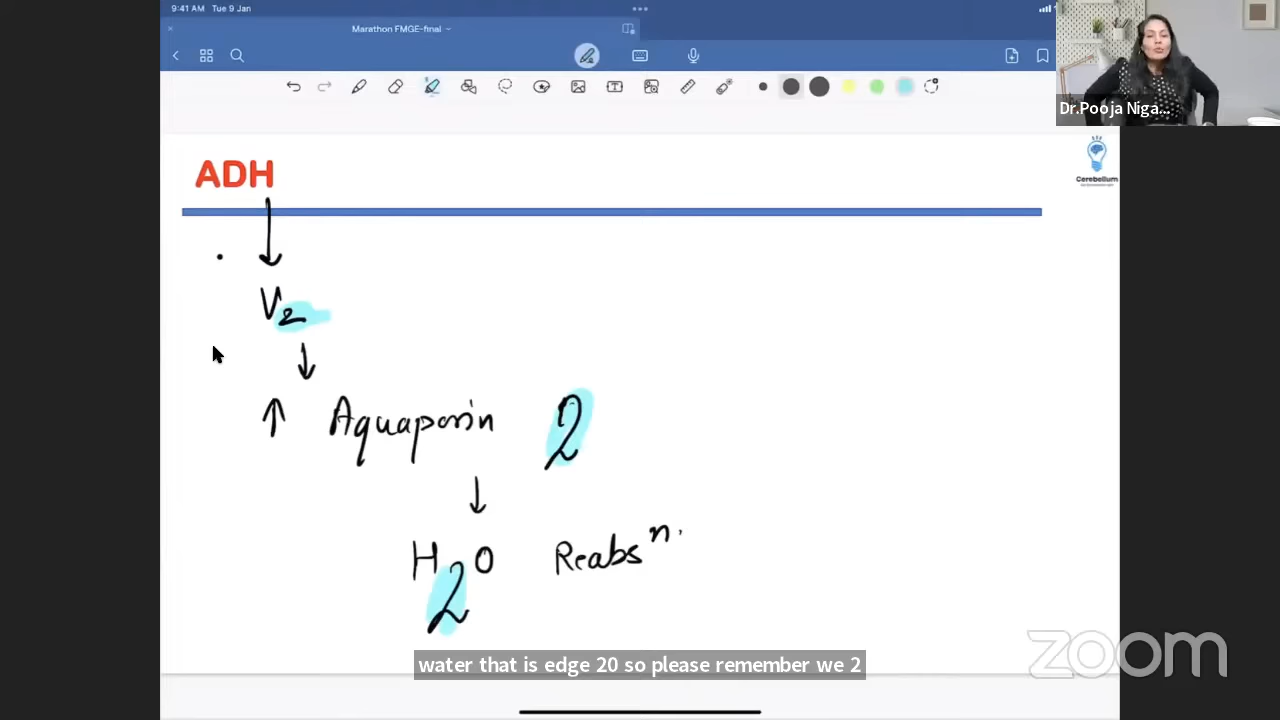 9:41 AM Tue 9 Jan
Marathon FMGE-final
Dr.Pooja Niga...
Cerebellum
ADH
V2
↓
↑ Aquaporin 2
↓
H2O Reabsn.
water that is edge 20 so please remember we 2
zoom